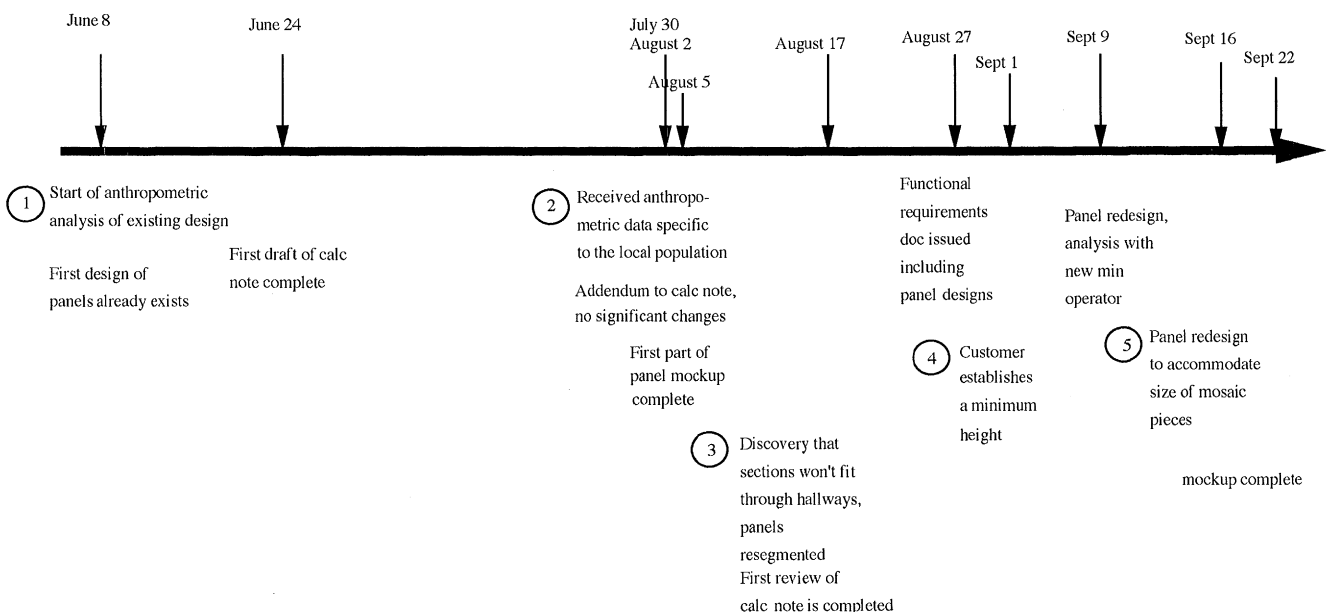 June 8
June 24
July 30
August 2
August 5
August 17
August 27
Sept 1
Sept 9
Sept 16
Sept 22
1
Start of anthropometric
analysis of existing design
First design of
panels already exists
First draft of calc
note complete
2
Received anthropo-
metric data specific
to the local population
Addendum to calc note,
no significant changes
First part of
panel mockup
complete
3
Discovery that
sections won't fit
through hallways,
panels
resegmented
First review of
calc note is completed
Functional
requirements
doc issued
including
panel designs
4
Customer
establishes
a minimum
height
Panel redesign,
analysis with
new min
operator
5
Panel redesign
to accommodate
size of mosaic
pieces
mockup complete